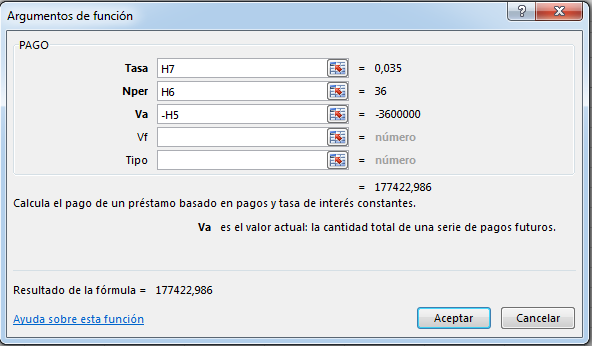 Argumentos de función
PAGO
Tasa H7 = 0,035
Nper H6 = 36
Va -H5 = -3600000
Vf = número
Tipo = número
= 177422,986
Calcula el pago de un préstamo basado en pagos y tasa de interés constantes.
Va es el valor actual: la cantidad total de una serie de pagos futuros.
Resultado de la fórmula = 177422,986
Ayuda sobre esta función Aceptar Cancelar